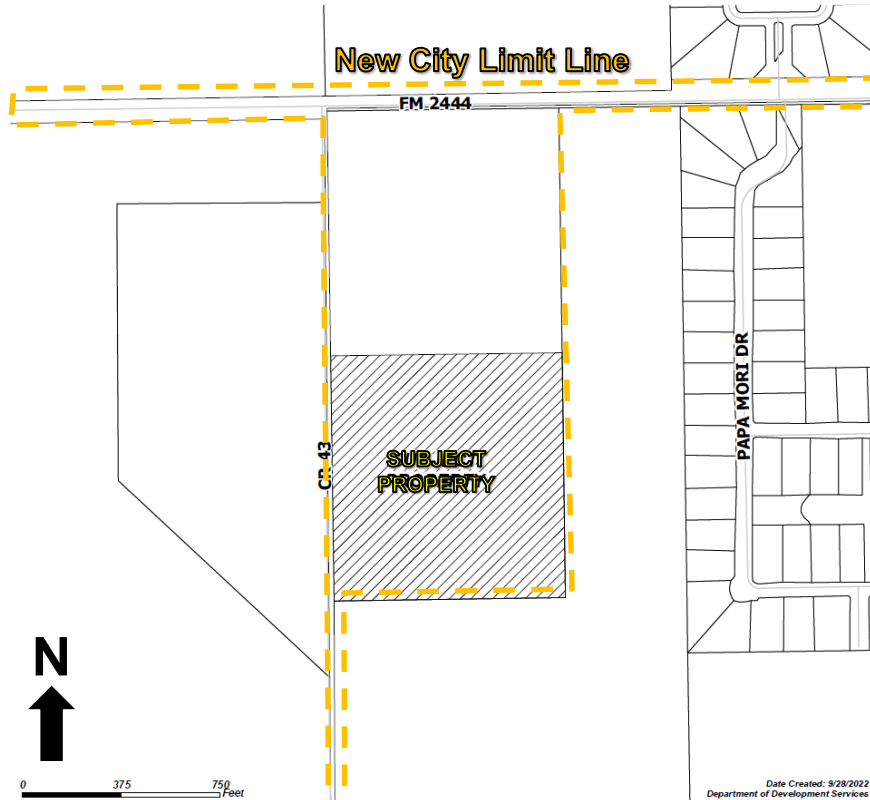 New City Limit Line
FM 2444
PAPA MORI DR
CR 43
SUBJECT
PROPERTY
N
0 375 750
Feet
Date Created: 9/28/2022
Department of Development Services